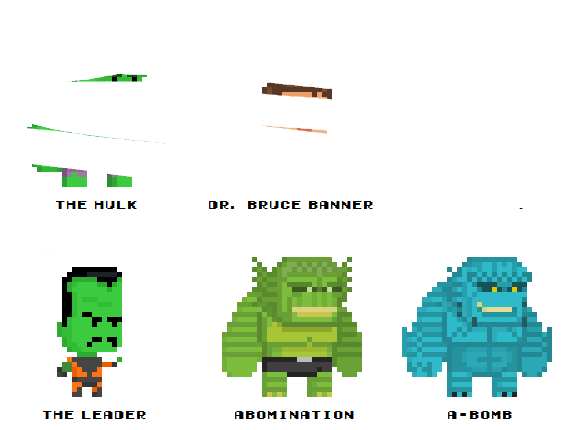 THE HULK
DR. BRUCE BANNER
THE LEADER
ABOMINATION
A-BOMB